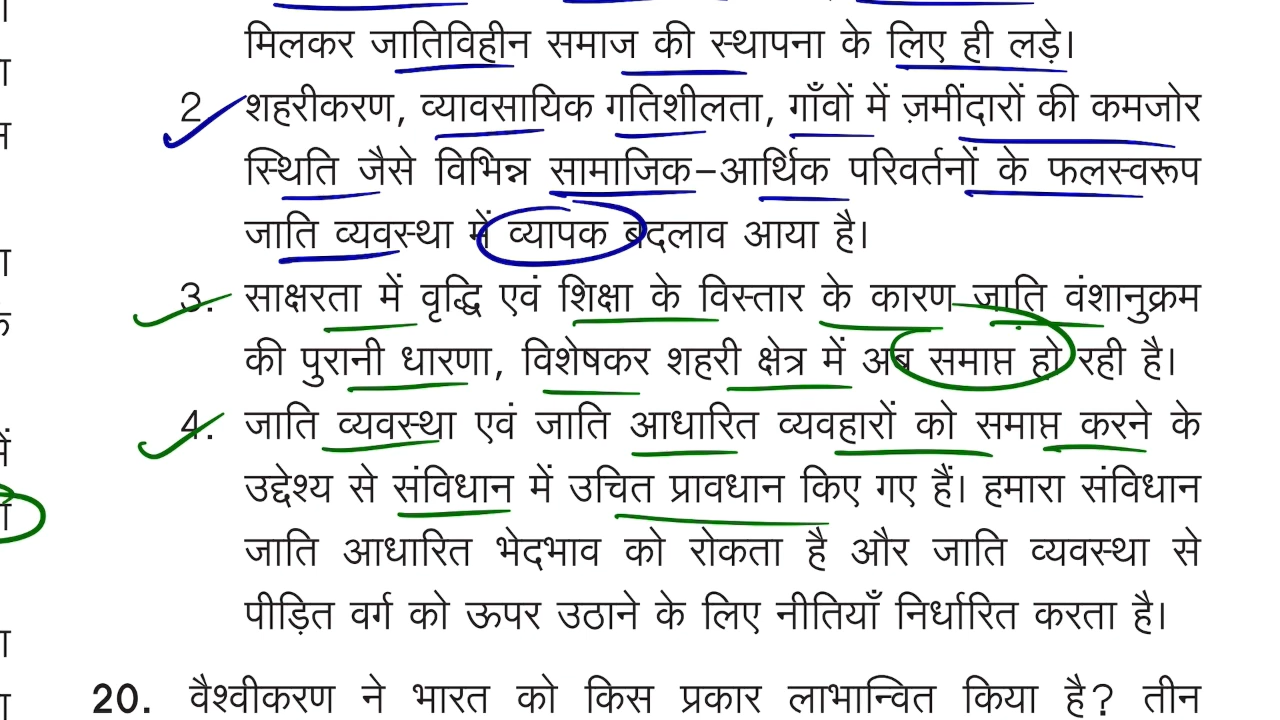 मिलकर जातिविहीन समाज की स्थापना के लिए ही लड़े।
2. शहरीकरण, व्यावसायिक गतिशीलता, गाँवों में ज़मींदारों की कमजोर
स्थिति जैसे विभिन्न सामाजिक-आर्थिक परिवर्तनों के फलस्वरूप
जाति व्यवस्था में व्यापक बदलाव आया है।
3. साक्षरता में वृद्धि एवं शिक्षा के विस्तार के कारण जाति वंशानुक्रम
की पुरानी धारणा, विशेषकर शहरी क्षेत्र में अब समाप्त हो रही है।
4. जाति व्यवस्था एवं जाति आधारित व्यवहारों को समाप्त करने के
उद्देश्य से संविधान में उचित प्रावधान किए गए हैं। हमारा संविधान
जाति आधारित भेदभाव को रोकता है और जाति व्यवस्था से
पीड़ित वर्ग को ऊपर उठाने के लिए नीतियाँ निर्धारित करता है।
20. वैश्वीकरण ने भारत को किस प्रकार लाभान्वित किया है? तीन